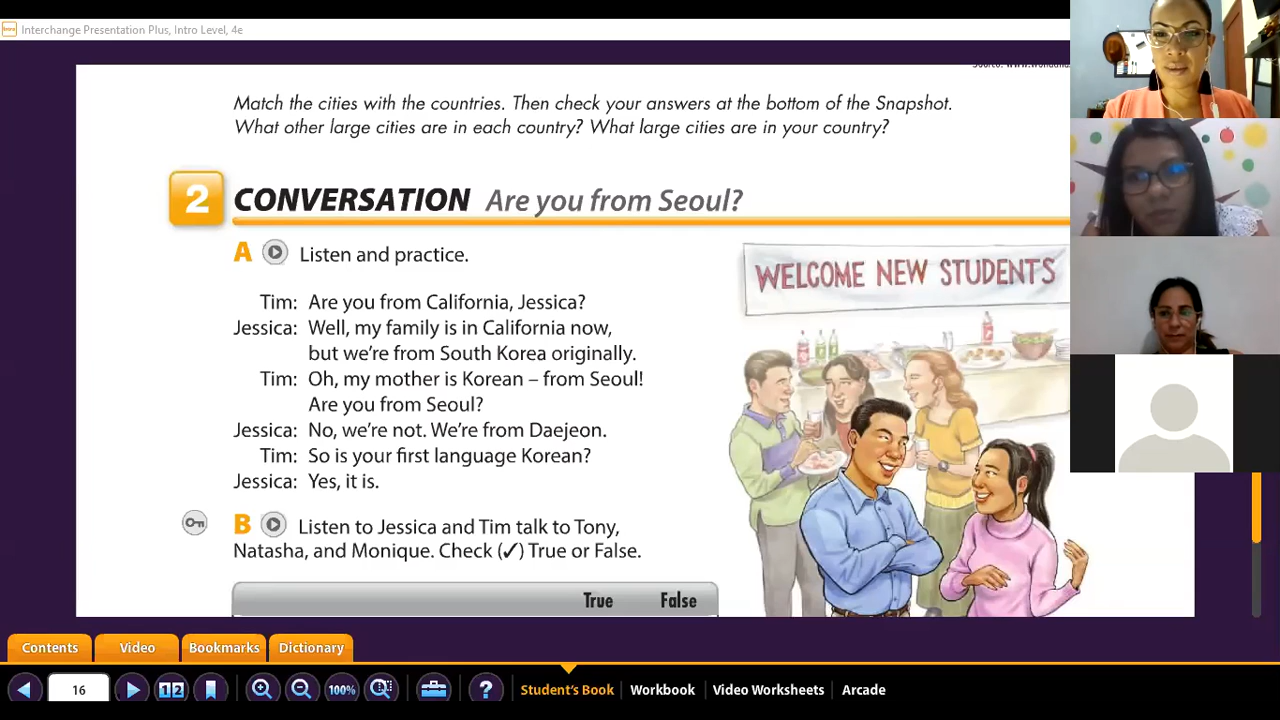 Interchange Presentation Plus, Intro Level, 4e
Match the cities with the countries. Then check your answers at the bottom of the Snapshot.
What other large cities are in each country? What large cities are in your country?
2 CONVERSATION Are you from Seoul?
A Listen and practice.
WELCOME NEW STUDENTS
Tim: Are you from California, Jessica?
Jessica: Well, my family is in California now,
but we're from South Korea originally.
Tim: Oh, my mother is Korean – from Seoul!
Are you from Seoul?
Jessica: No, we're not. We're from Daejeon.
Tim: So is your first language Korean?
Jessica: Yes, it is.
B Listen to Jessica and Tim talk to Tony,
Natasha, and Monique. Check (✓) True or False.
True False
Contents Video Bookmarks Dictionary
16 12 100% ? Student's Book Workbook Video Worksheets Arcade